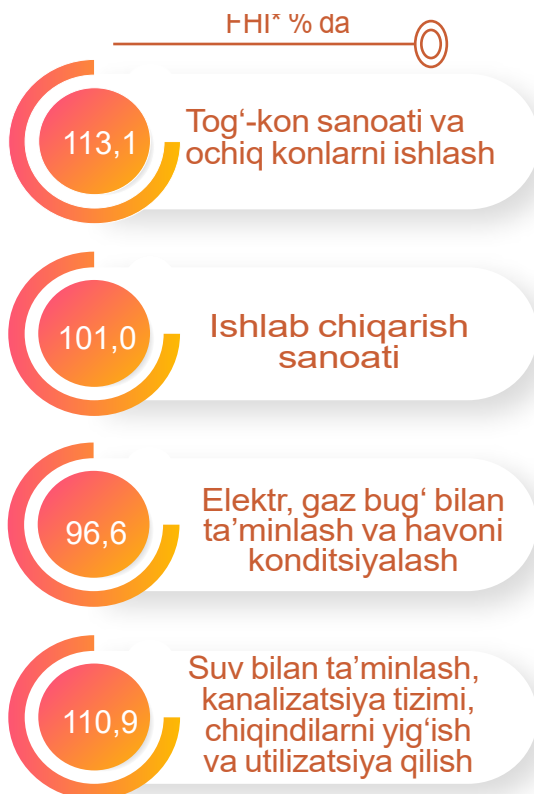 FHI* % da
113,1
Tog‘-kon sanoati va
ochiq konlarni ishlash
101,0
Ishlab chiqarish
sanoati
96,6
Elektr, gaz bug‘ bilan
ta’minlash va havoni
konditsiyalash
110,9
Suv bilan ta’minlash,
kanalizatsiya tizimi,
chiqindilarni yig‘ish
va utilizatsiya qilish